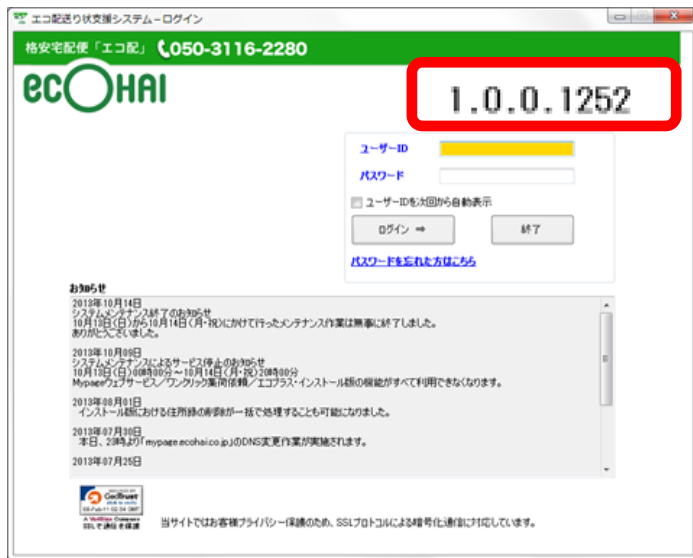 エコ配送り状支援システム－ログイン
格安宅配便「エコ配」 050-3116-2280
ecoHAI
1.0.0.1252
ユーザーID
パスワード
ユーザーIDを次回から自動表示
ログイン ⇒ 終了
パスワードを忘れた方はこちら
お知らせ
2013年10月14日
システムメンテナンス終了のお知らせ
10月13日(日)から10月14日(月・祝)にかけて行ったメンテナンス作業は無事に終了しました。
ありがとうございました。
2013年10月09日
システムメンテナンスによるサービス停止のお知らせ
10月13日(日)00時00分～10月14日(月・祝)20時00分
Mypageウェブサービス／ワンクリック集荷依頼／エコプラス・インストール版の機能がすべて利用できなくなります。
2013年08月01日
インストール版における住所録の削除が一括で処理することも可能になりました。
2013年07月30日
本日、23時より「mypage.ecohai.co.jp」のDNS変更作業が実施されます。
2013年07月25日
GeoTrust
A VeriSign Company
SSLで通信を保護
当サイトではお客様プライバシー保護のため、SSLプロトコルによる暗号化通信に対応しています。